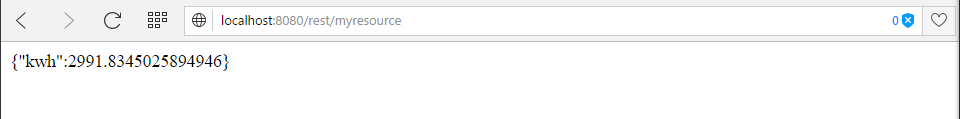 localhost:8080/rest/myresource 0
{"kwh":2991.8345025894946}